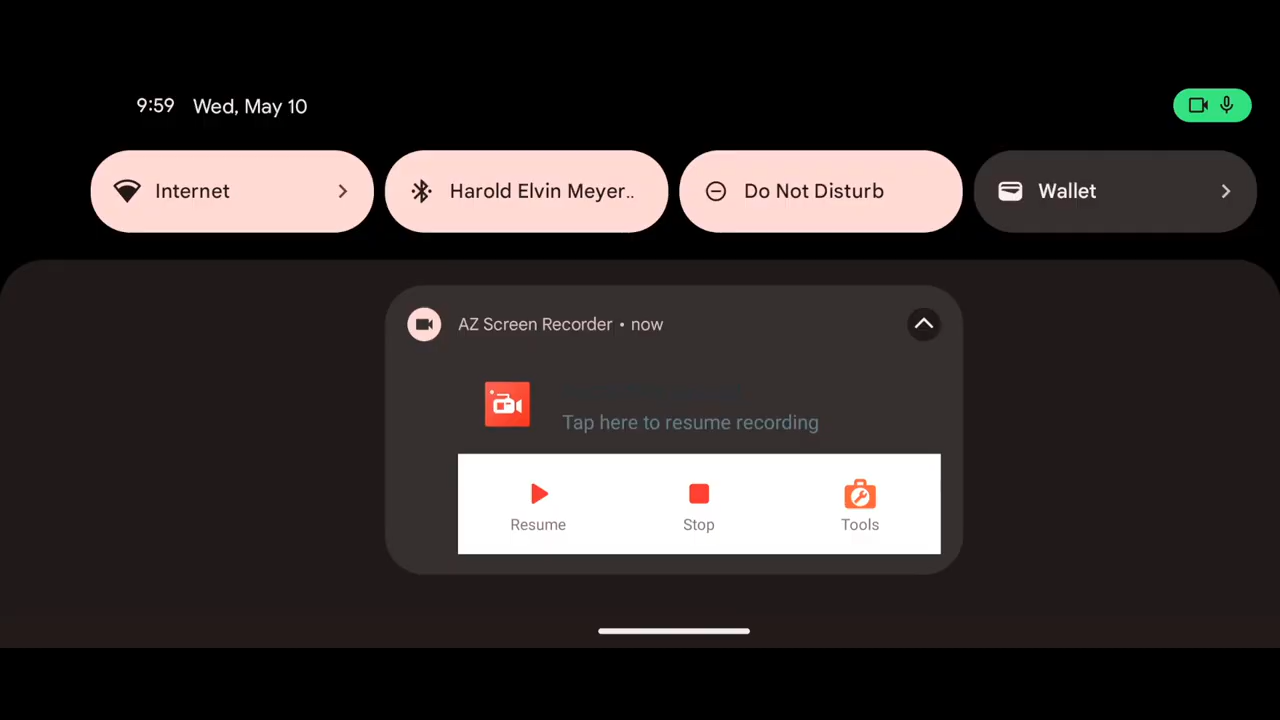 9:59 Wed, May 10
Internet
Harold Elvin Meyer..
Do Not Disturb
Wallet
AZ Screen Recorder • now
Tap here to resume recording
Resume
Stop
Tools